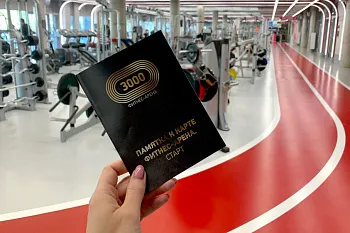 3000
ФИТНЕС-АРЕНА
ПАМЯТКА К КАРТЕ
ФИТНЕС-АРЕНА.
СТАРТ